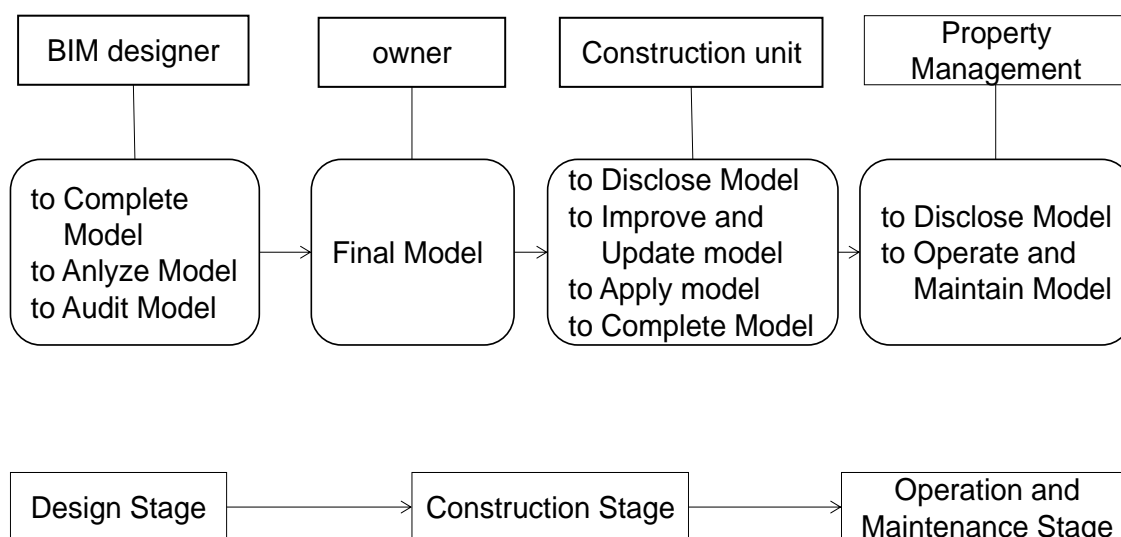 BIM designer
owner
Construction unit
Property
Management
to Complete
Model
to Anlyze Model
to Audit Model
Final Model
to Disclose Model
to Improve and
Update model
to Apply model
to Complete Model
to Disclose Model
to Operate and
Maintain Model
Design Stage
Construction Stage
Operation and
Maintenance Stage